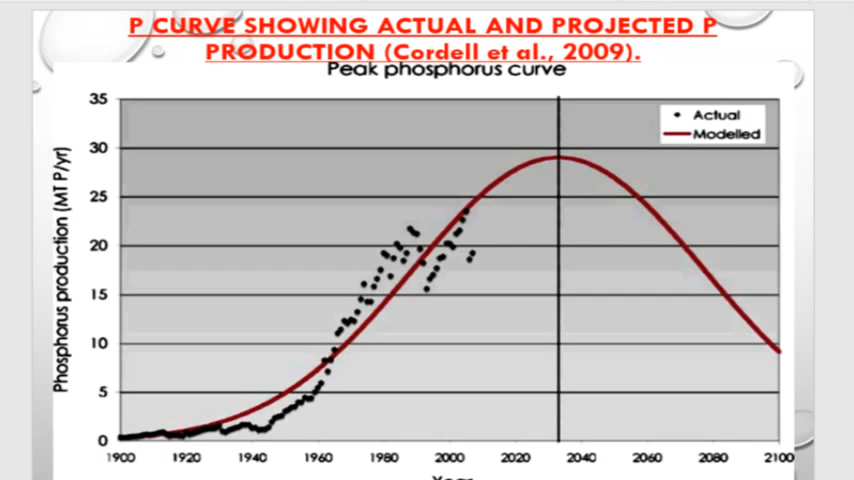 P CURVE SHOWING ACTUAL AND PROJECTED P
PRODUCTION (Cordell et al., 2009).
Peak phosphorus curve
35
30
25
20
15
10
5
0
Phosphorus production (MT P/yr)
Actual
Modelled
1900 1920 1940 1960 1980 2000 2020 2040 2060 2080 2100
Year